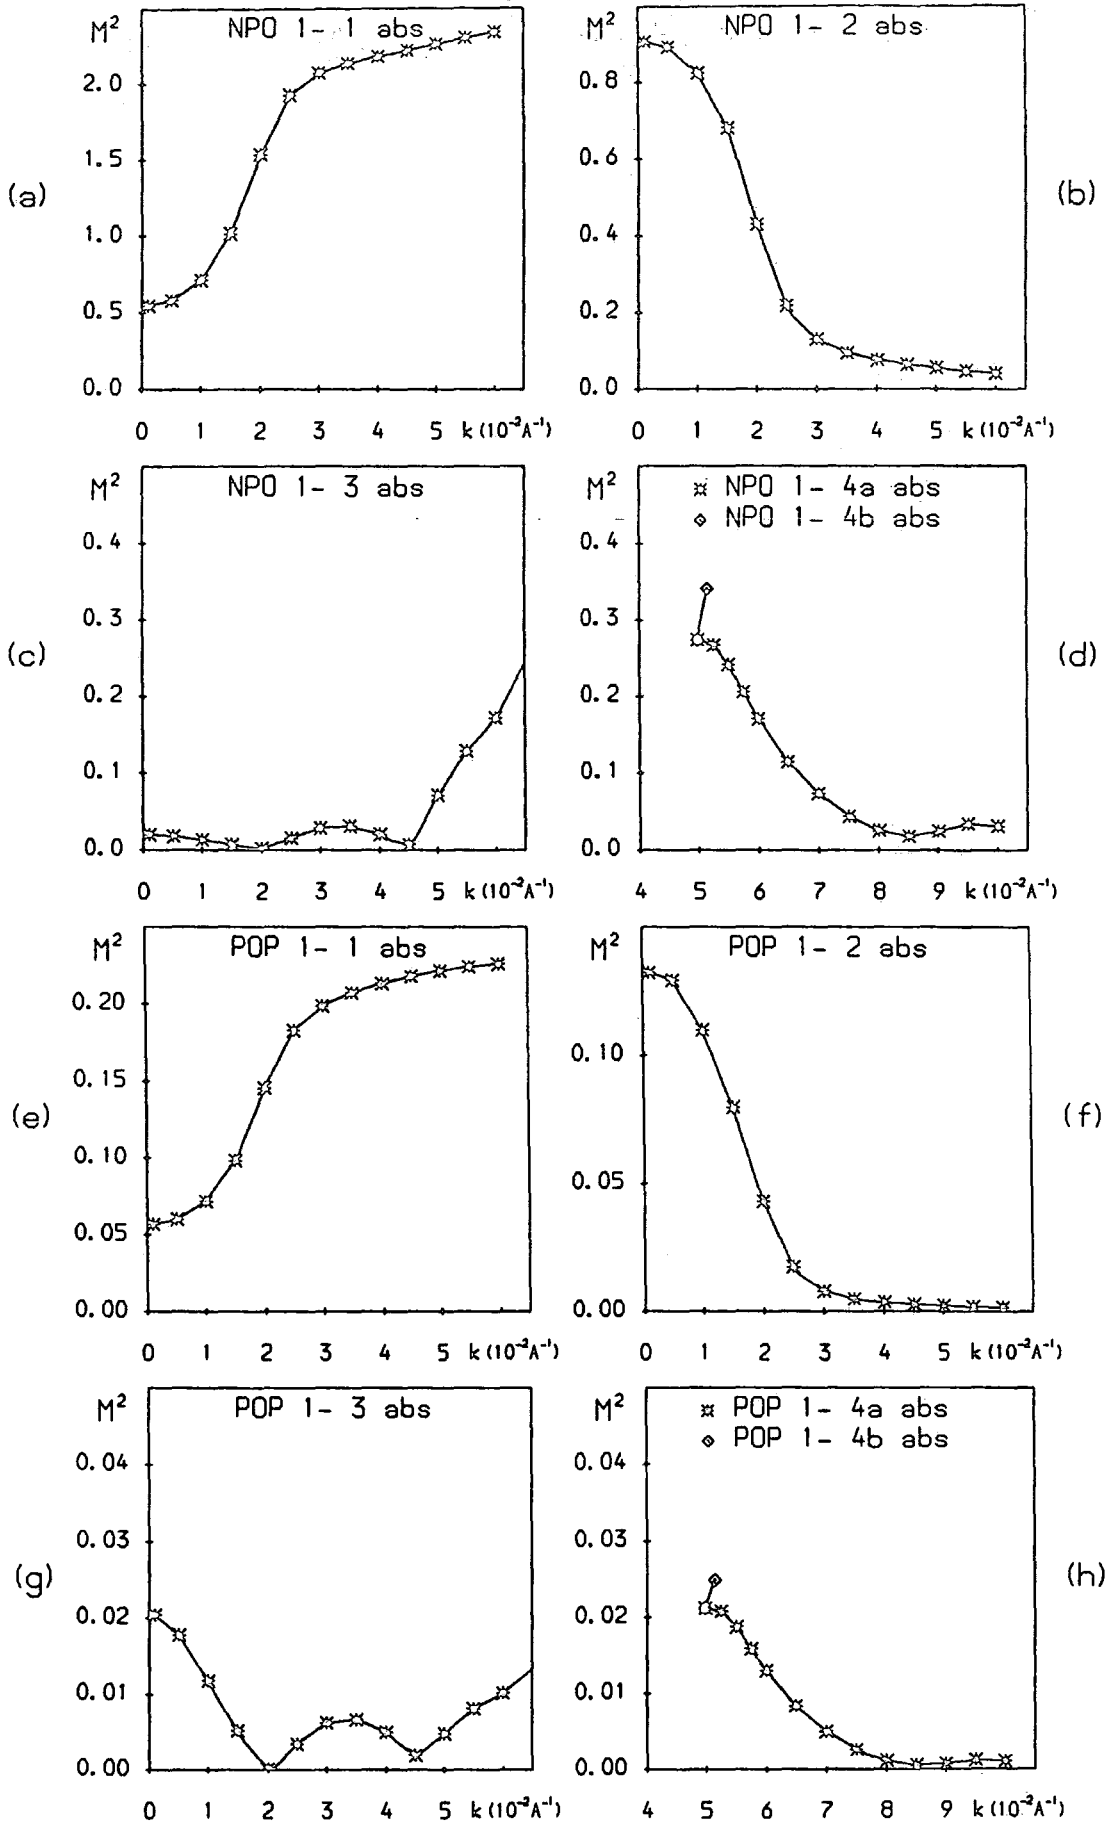 NPO 1- 1 abs
M²
2.0
1.5
1.0
0.5
0.0
0 1 2 3 4 5 k (10⁻²A⁻¹)
(a)
NPO 1- 2 abs
M²
0.8
0.6
0.4
0.2
0.0
0 1 2 3 4 5 k (10⁻²A⁻¹)
(b)
NPO 1- 3 abs
M²
0.4
0.3
0.2
0.1
0.0
0 1 2 3 4 5 k (10⁻²A⁻¹)
(c)
NPO 1- 4a abs
NPO 1- 4b abs
M²
0.4
0.3
0.2
0.1
0.0
4 5 6 7 8 9 k (10⁻²A⁻¹)
(d)
POP 1- 1 abs
M²
0.20
0.15
0.10
0.05
0.00
0 1 2 3 4 5 k (10⁻²A⁻¹)
(e)
POP 1- 2 abs
M²
0.10
0.05
0.00
0 1 2 3 4 5 k (10⁻²A⁻¹)
(f)
POP 1- 3 abs
M²
0.04
0.03
0.02
0.01
0.00
0 1 2 3 4 5 k (10⁻²A⁻¹)
(g)
POP 1- 4a abs
POP 1- 4b abs
M²
0.04
0.03
0.02
0.01
0.00
4 5 6 7 8 9 k (10⁻²A⁻¹)
(h)